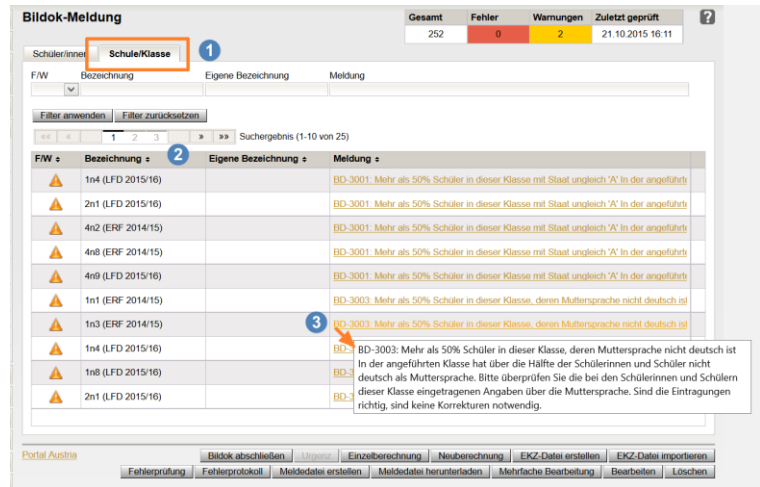 Bildok-Meldung
Gesamt Fehler Warnungen Zuletzt geprüft
252 0 2 21.10.2015 16:11
?
Schüler/innen Schule/Klasse 1
F/W Bezeichnung Eigene Bezeichnung Meldung
Filter anwenden Filter zurücksetzen
<< < 1 2 3 > >> Suchergebnis (1-10 von 25)
2
F/W Bezeichnung Eigene Bezeichnung Meldung
1n4 (LFD 2015/16) BD-3001: Mehr als 50% Schüler in dieser Klasse mit Staat ungleich 'A' In der angeführte
2n1 (LFD 2015/16) BD-3001: Mehr als 50% Schüler in dieser Klasse mit Staat ungleich 'A' In der angeführte
4n2 (ERF 2014/15) BD-3001: Mehr als 50% Schüler in dieser Klasse mit Staat ungleich 'A' In der angeführte
4n8 (ERF 2014/15) BD-3001: Mehr als 50% Schüler in dieser Klasse mit Staat ungleich 'A' In der angeführte
4n9 (LFD 2015/16) BD-3001: Mehr als 50% Schüler in dieser Klasse mit Staat ungleich 'A' In der angeführte
1n1 (ERF 2014/15) BD-3003: Mehr als 50% Schüler in dieser Klasse, deren Muttersprache nicht deutsch ist
1n3 (ERF 2014/15) 3 BD-3003: Mehr als 50% Schüler in dieser Klasse, deren Muttersprache nicht deutsch ist
1n4 (LFD 2015/16) BD-3
1n8 (LFD 2015/16)
2n1 (LFD 2015/16) BD-3
BD-3003: Mehr als 50% Schüler in dieser Klasse, deren Muttersprache nicht deutsch ist
In der angeführten Klasse hat über die Hälfte der Schülerinnen und Schüler nicht
deutsch als Muttersprache. Bitte überprüfen Sie die bei den Schülerinnen und Schülern
dieser Klasse eingetragenen Angaben über die Muttersprache. Sind die Eintragungen
richtig, sind keine Korrekturen notwendig.
Portal Austria
Bildok abschließen Urgenz Einzelberechnung Neuberechnung EKZ-Datei erstellen EKZ-Datei importieren
Fehlerprüfung Fehlerprotokoll Meldedatei erstellen Meldedatei herunterladen Mehrfache Bearbeitung Bearbeiten Löschen